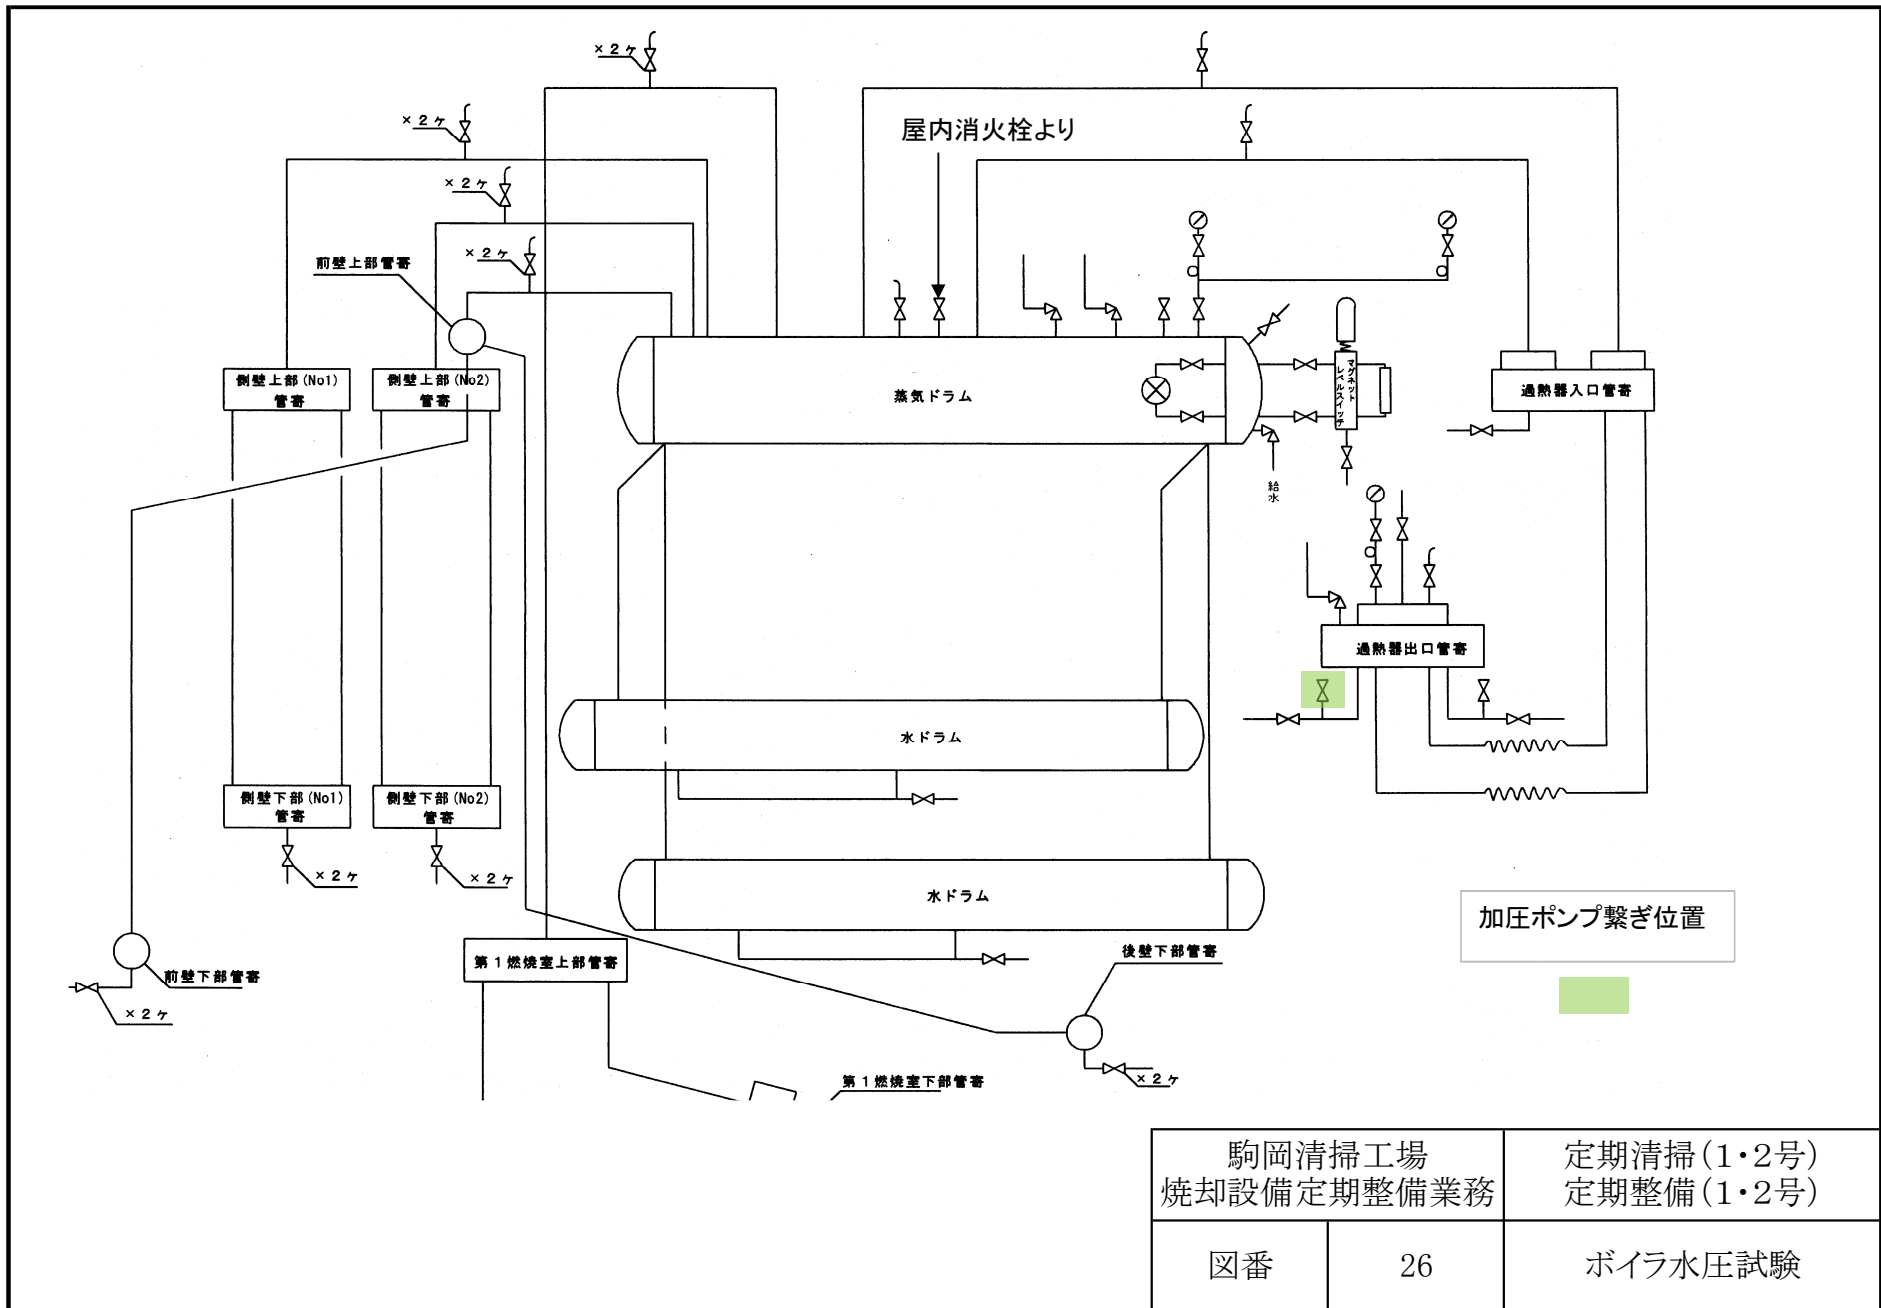 ×2ヶ
×2ヶ
屋内消火栓より
×2ヶ
×2ヶ
前壁上部管寄
側壁上部(No1)
管寄
側壁上部(No2)
管寄
蒸気ドラム
マグネット
レベルスイッチ
過熱器入口管寄
給水
過熱器出口管寄
水ドラム
側壁下部(No1)
管寄
側壁下部(No2)
管寄
×2ヶ
×2ヶ
水ドラム
加圧ポンプ繋ぎ位置
前壁下部管寄
×2ヶ
第1燃焼室上部管寄
後壁下部管寄
×2ヶ
第1燃焼室下部管寄
駒岡清掃工場
焼却設備定期整備業務
定期清掃(1・2号)
定期整備(1・2号)
図番
26
ボイラ水圧試験